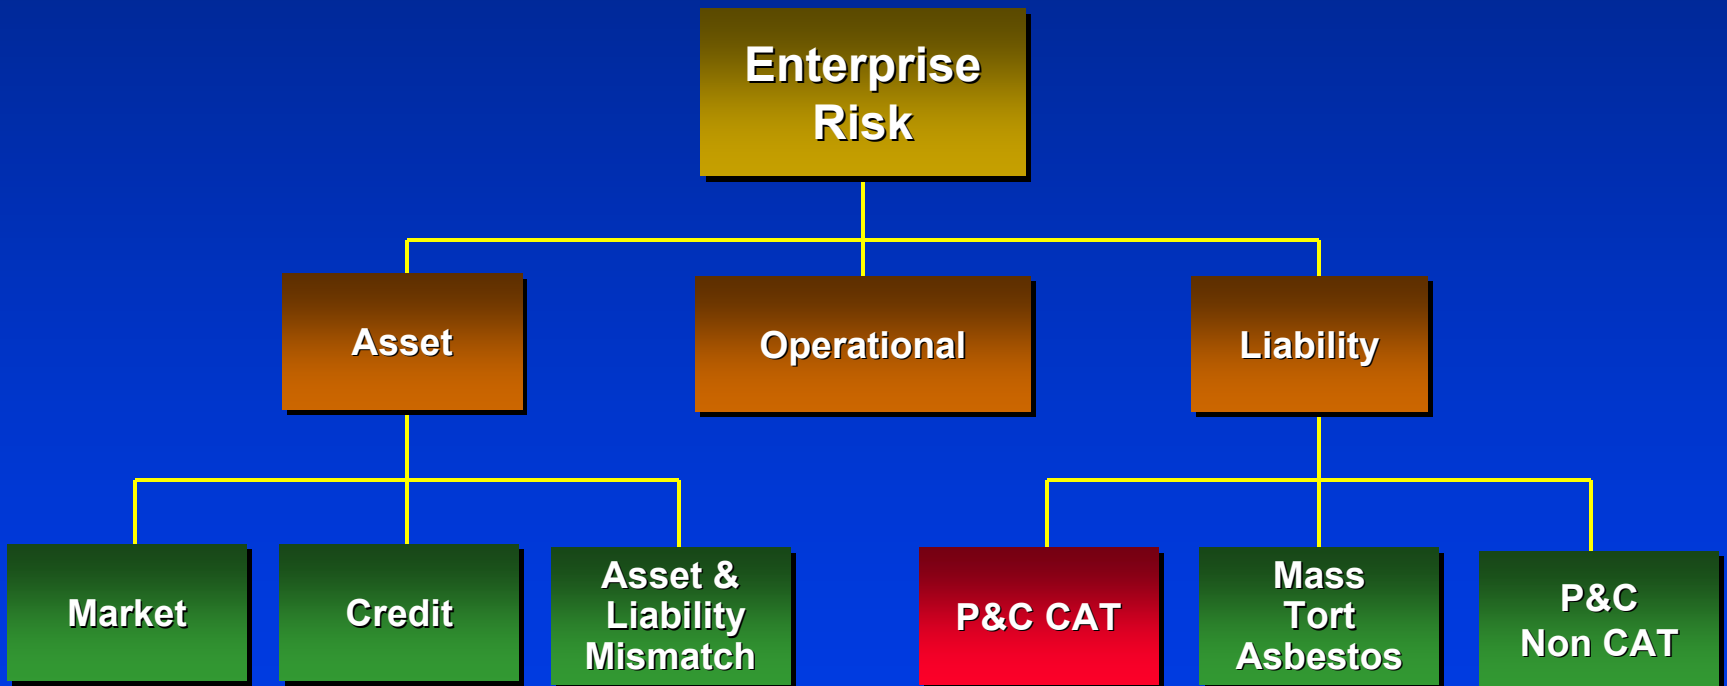 Enterprise
Risk
Asset
Operational
Liability
Market
Credit
Asset &
Liability
Mismatch
P&C CAT
Mass
Tort
Asbestos
P&C
Non CAT